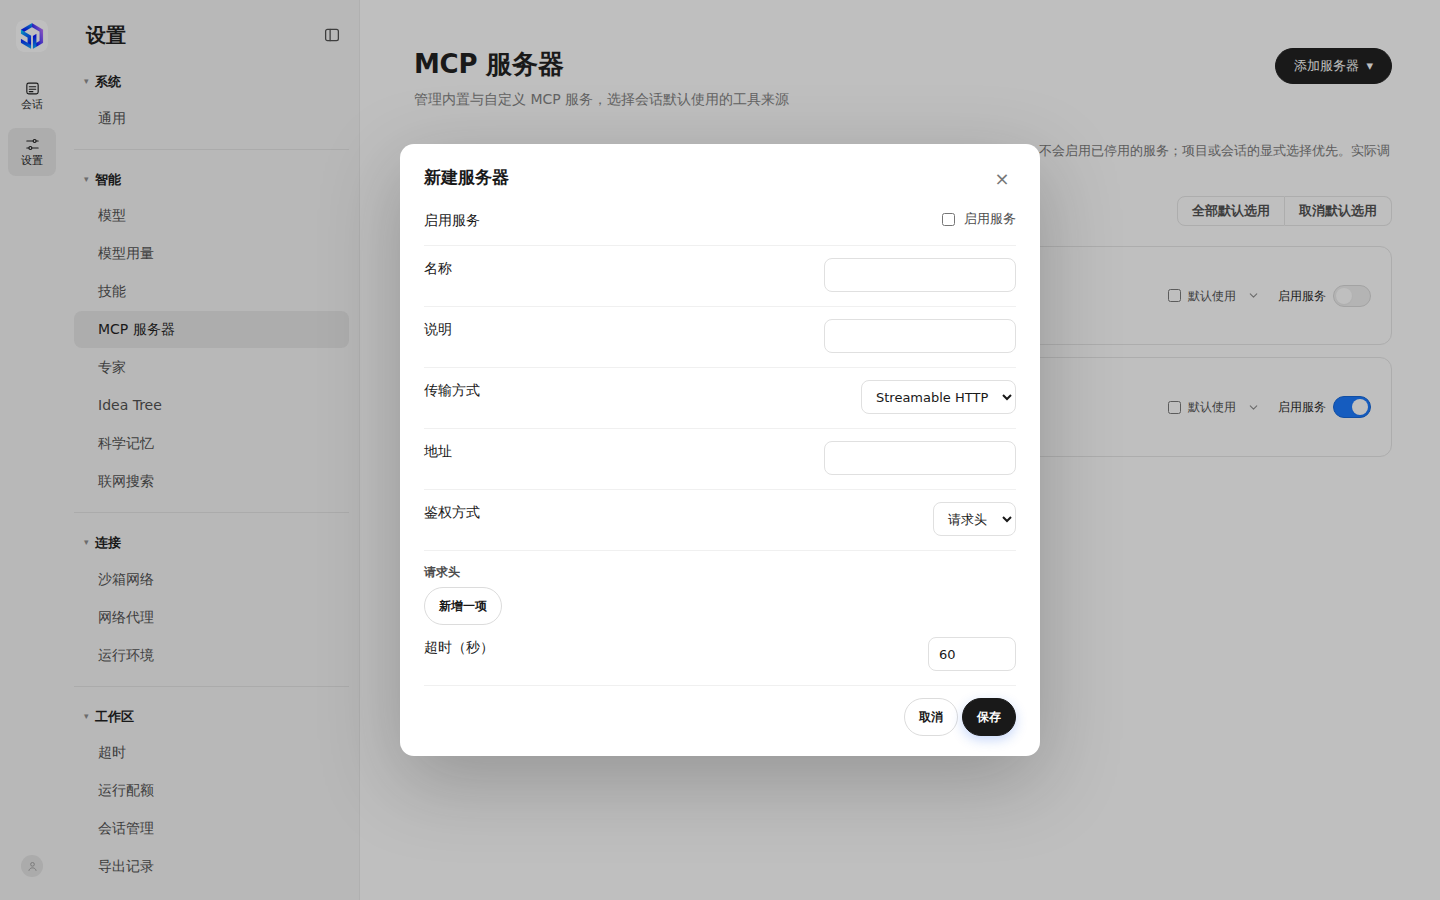 设置
会话
设置
系统
通用
智能
模型
模型用量
技能
MCP 服务器
专家
Idea Tree
科学记忆
联网搜索
连接
沙箱网络
网络代理
运行环境
工作区
超时
运行配额
会话管理
导出记录
MCP 服务器
添加服务器 ▾
管理内置与自定义 MCP 服务，选择会话默认使用的工具来源
不会启用已停用的服务；项目或会话的显式选择优先。实际调
全部默认选用 取消默认选用
默认使用 启用服务
默认使用 启用服务
新建服务器 ×
启用服务 启用服务
名称
说明
传输方式 Streamable HTTP
地址
鉴权方式 请求头
请求头
新增一项
超时（秒） 60
取消 保存